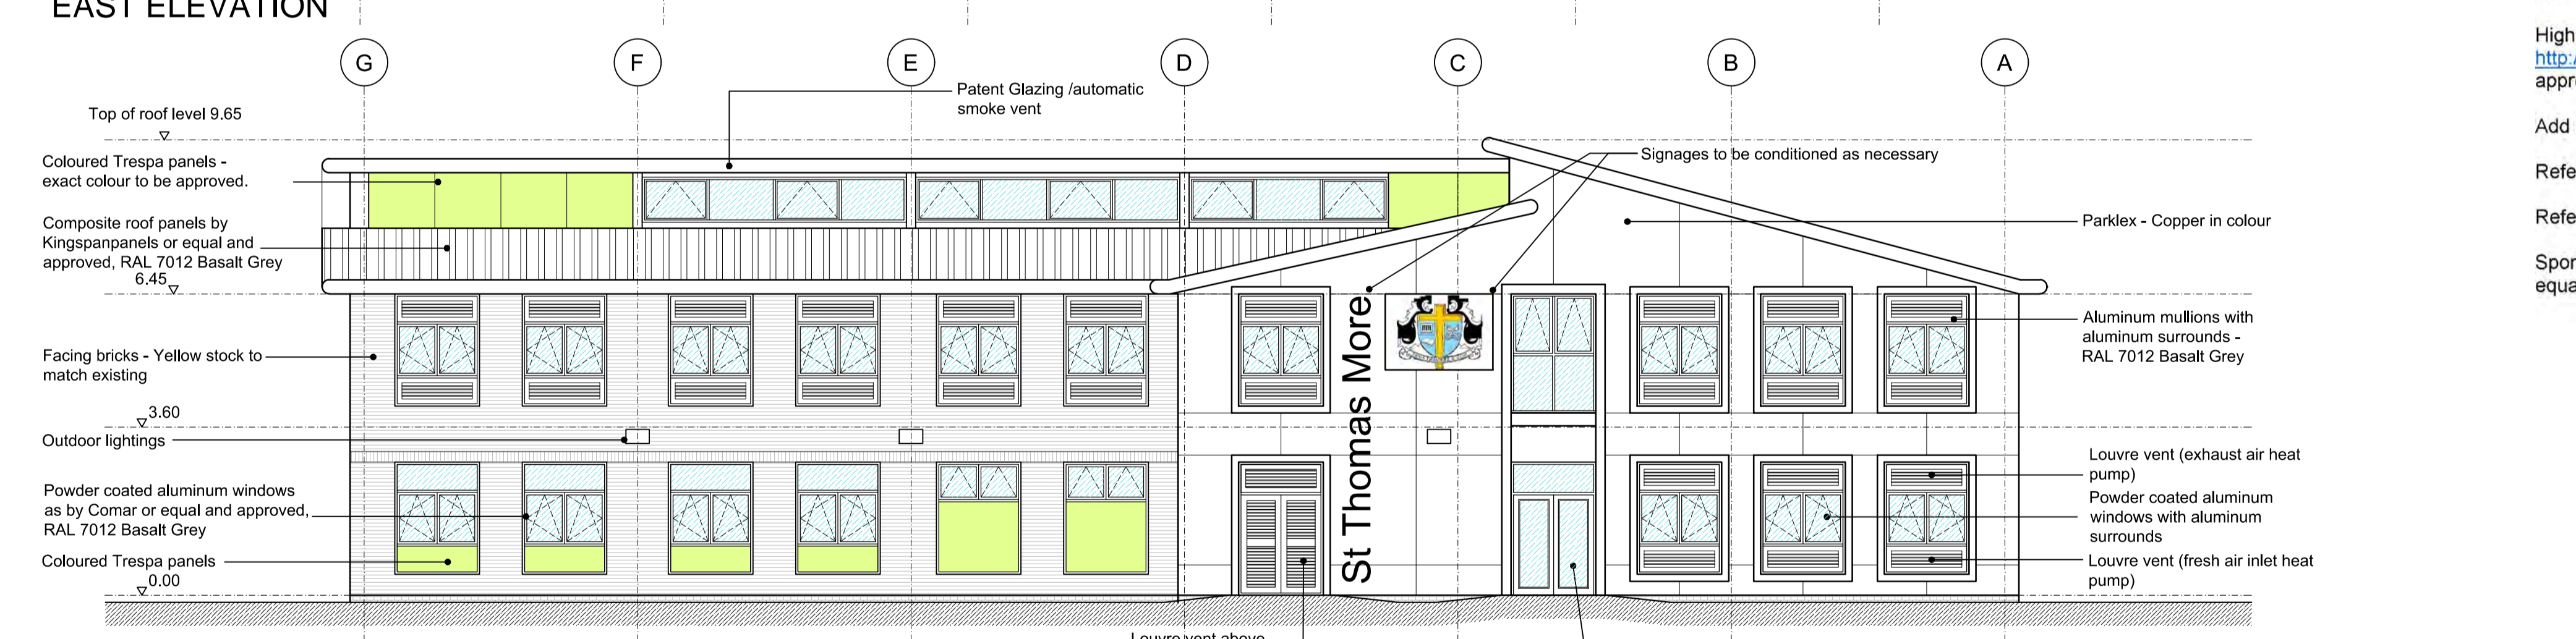 EAST ELEVATION
G
F
E
D
C
B
A
Top of roof level 9.65
Patent Glazing /automatic
smoke vent
Coloured Trespa panels -
exact colour to be approved.
Composite roof panels by
Kingspanpanels or equal and
approved, RAL 7012 Basalt Grey
6.45
Facing bricks - Yellow stock to
match existing
3.60
Outdoor lightings
Powder coated aluminum windows
as by Comar or equal and approved,
RAL 7012 Basalt Grey
Coloured Trespa panels
0.00
St Thomas More
Signages to be conditioned as necessary
Parklex - Copper in colour
Aluminum mullions with
aluminum surrounds -
RAL 7012 Basalt Grey
Louvre vent (exhaust air heat
pump)
Powder coated aluminum
windows with aluminum
surrounds
Louvre vent (fresh air inlet heat
pump)
Louvre vent above
High
http:/
appr
Add
Refe
Refe
Spor
equa